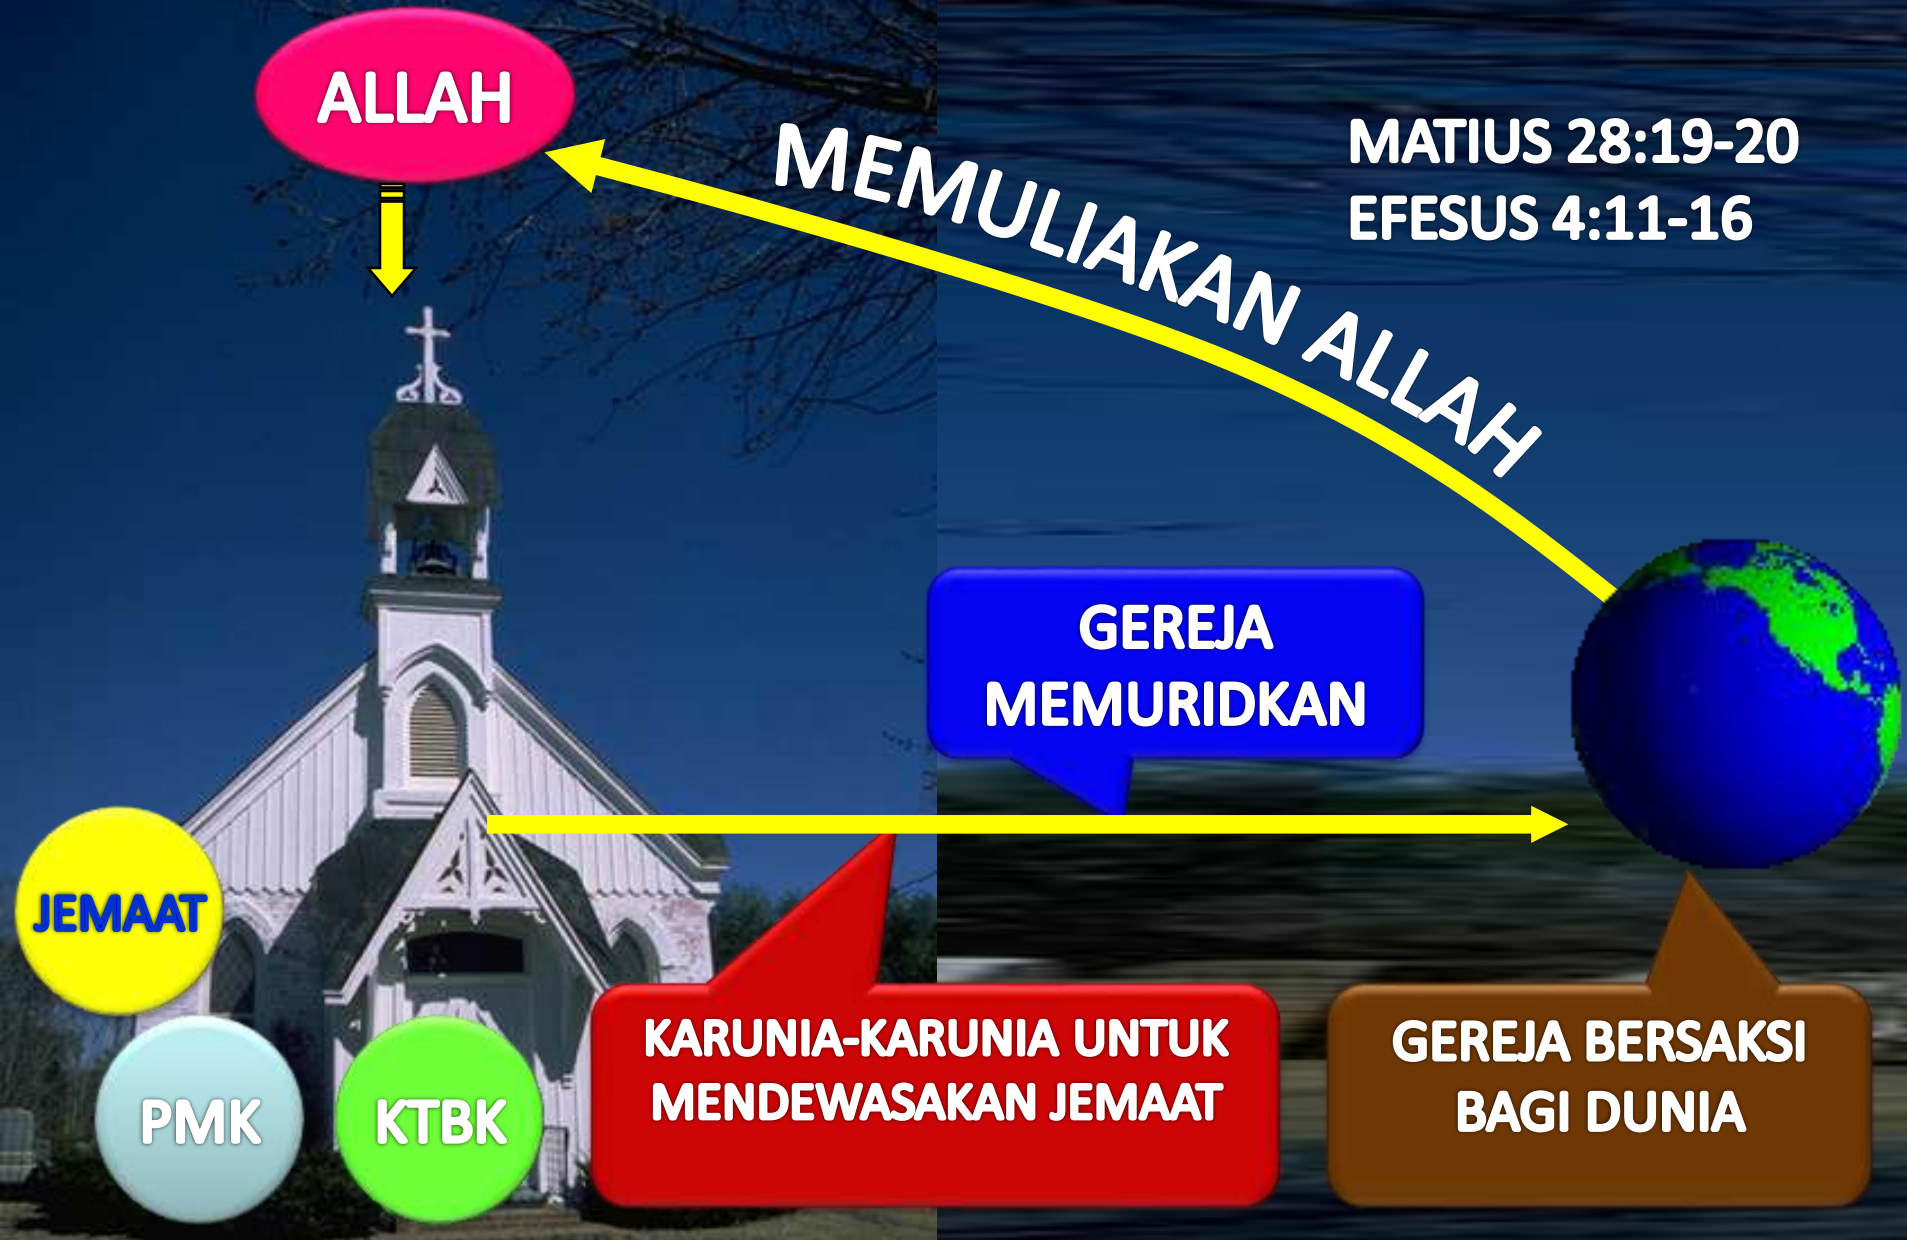 ALLAH
MEMULIAKAN ALLAH
MATIUS 28:19-20
EFESUS 4:11-16
GEREJA
MEMURIDKAN
JEMAAT
PMK
KTBK
KARUNIA-KARUNIA UNTUK
MENDEWASAKAN JEMAAT
GEREJA BERSAKSI
BAGI DUNIA